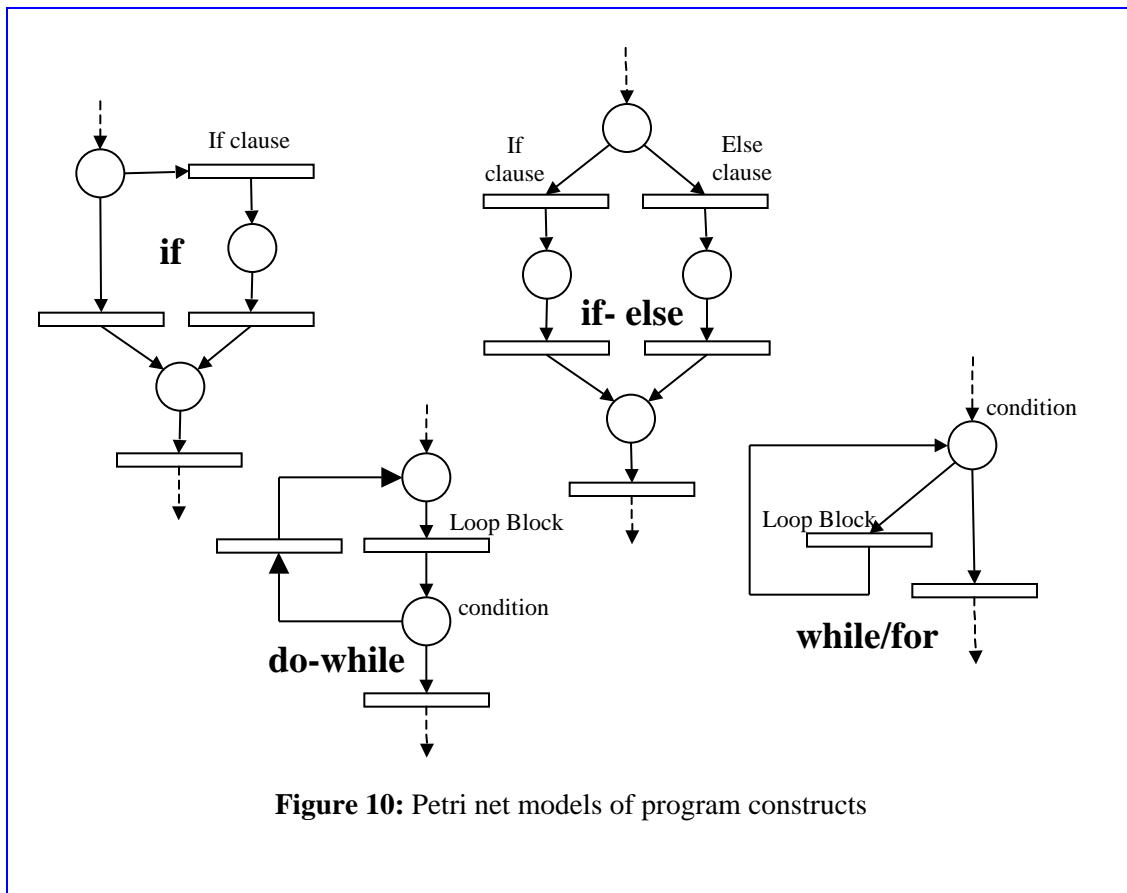 If clause
if
If
clause
Else
clause
if- else
condition
Loop Block
while/for
Loop Block
condition
do-while
Figure 10: Petri net models of program constructs